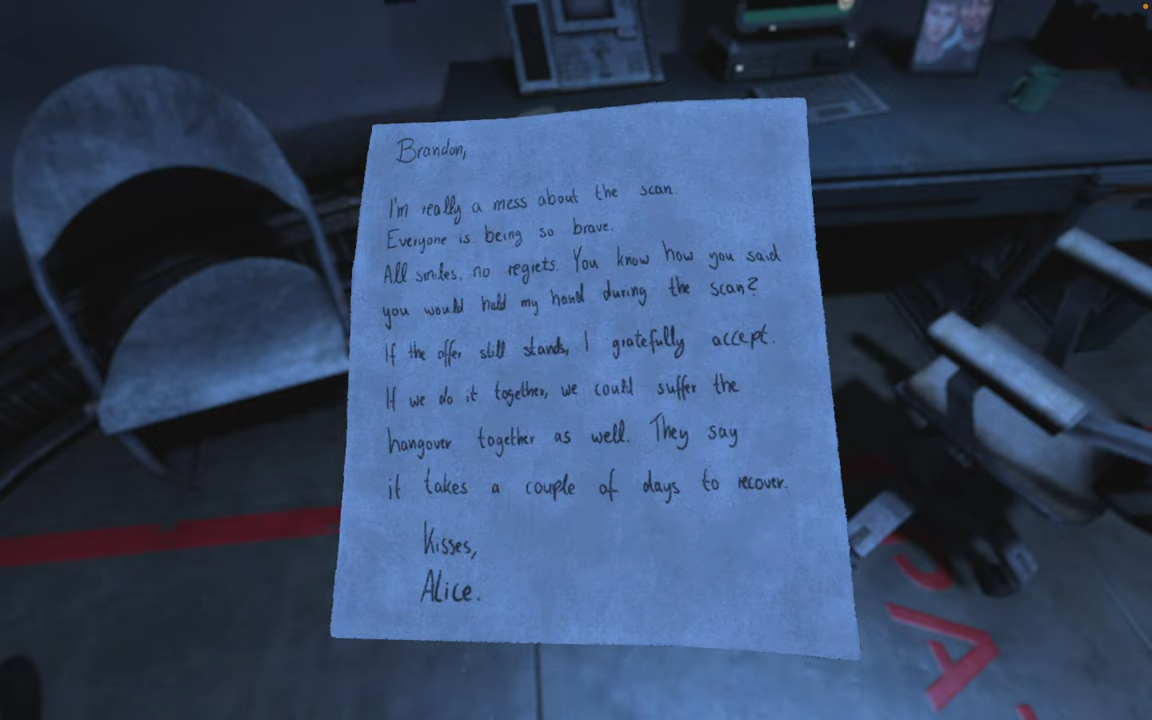 Brandon,
I'm really a mess about the scan.
Everyone is being so brave.
All smiles, no regrets. You know how you said
you would hold my hand during the scan?
If the offer still stands, I gratefully accept.
If we do it together, we could suffer the
hangover together as well. They say
it takes a couple of days to recover.
Kisses,
Alice.